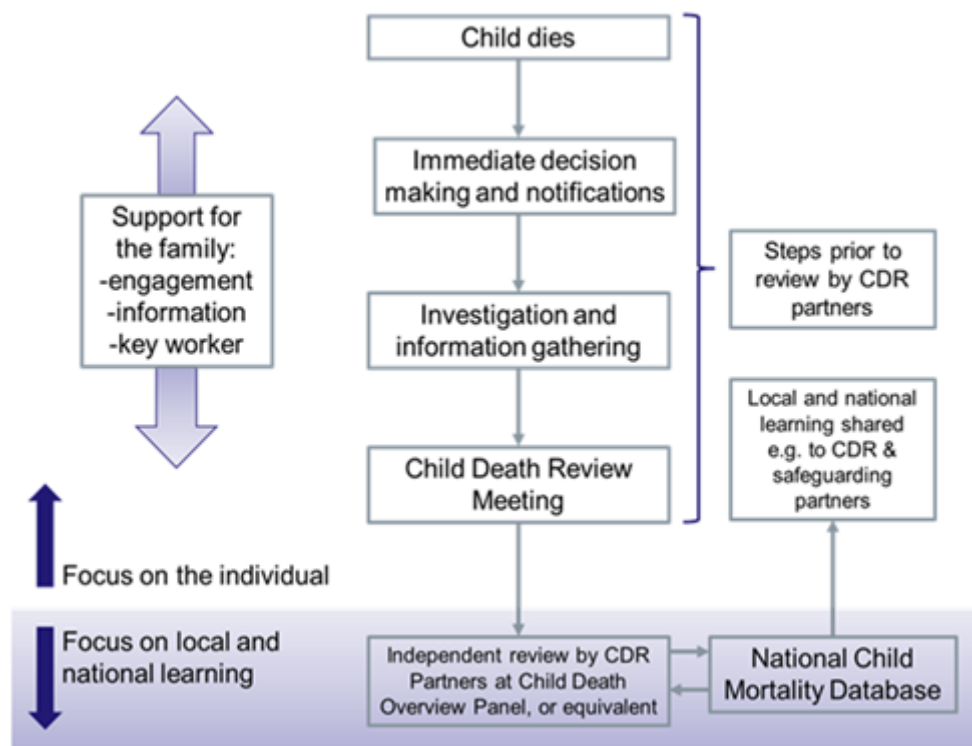 Child dies
Immediate decision
making and notifications
Support for
the family:
-engagement
-information
-key worker
Steps prior to
review by CDR
partners
Investigation and
information gathering
Local and national
learning shared
e.g. to CDR &
safeguarding
partners
Child Death Review
Meeting
Focus on the individual
Focus on local and
national learning
Independent review by CDR
Partners at Child Death
Overview Panel, or equivalent
National Child
Mortality Database